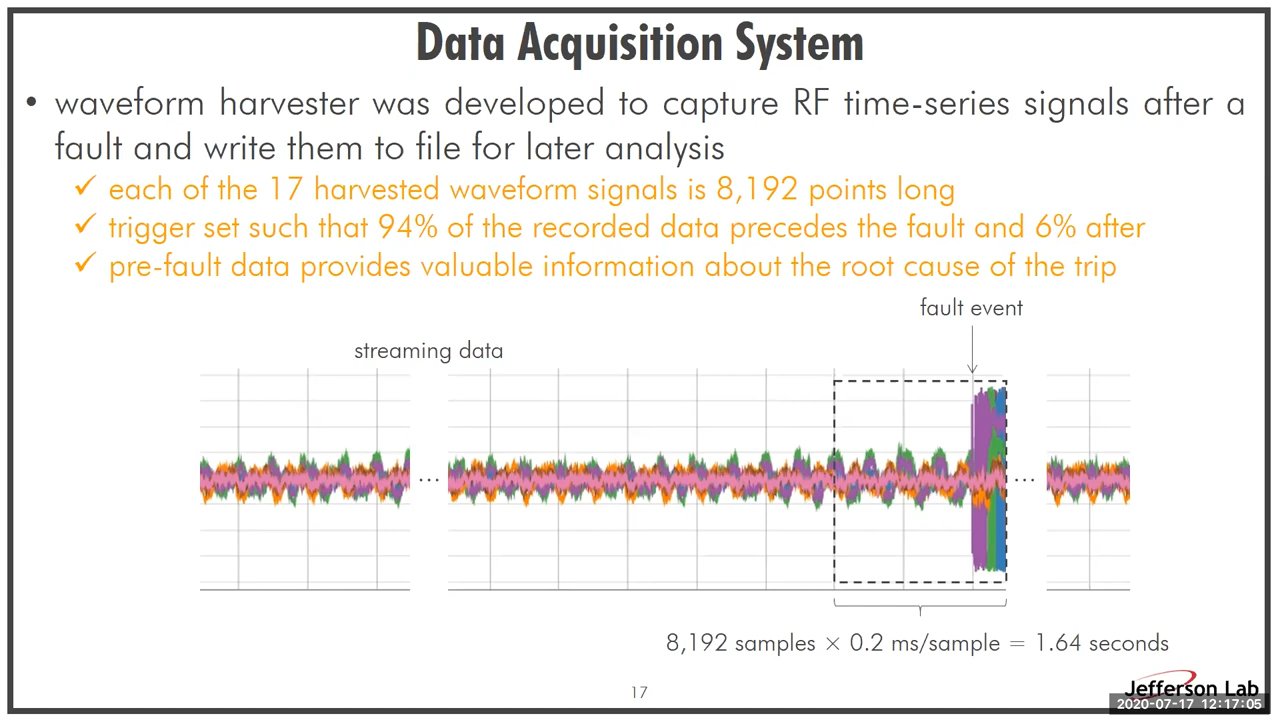 Data Acquisition System
• waveform harvester was developed to capture RF time-series signals after a
fault and write them to file for later analysis
✓ each of the 17 harvested waveform signals is 8,192 points long
✓ trigger set such that 94% of the recorded data precedes the fault and 6% after
✓ pre-fault data provides valuable information about the root cause of the trip
fault event
streaming data
...
...
8,192 samples × 0.2 ms/sample = 1.64 seconds
17
Jefferson Lab
2020-07-17 12:17:05